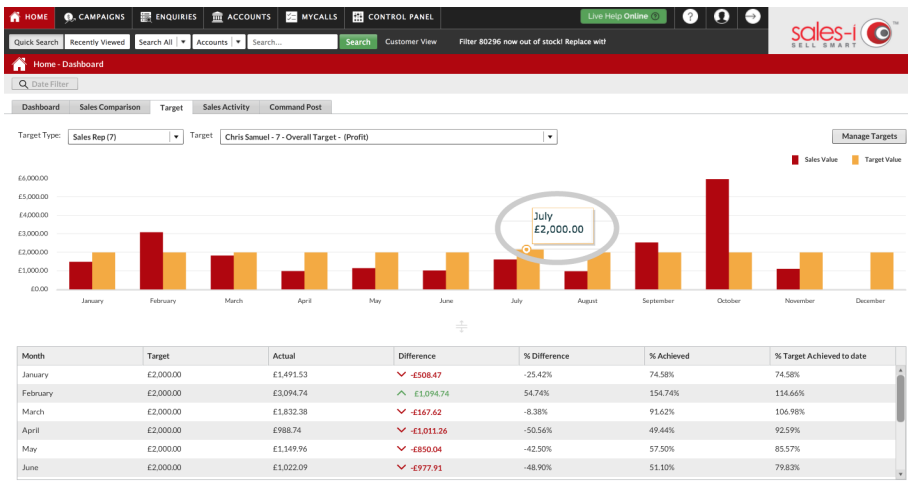 HOME CAMPAIGNS ENQUIRIES ACCOUNTS MYCALLS CONTROL PANEL Live Help Online ?
Quick Search Recently Viewed Search All Accounts Search... Search Customer View Filter 80296 now out of stock! Replace with
sales-i
SELL SMART
TM
Home - Dashboard
Date Filter
Dashboard Sales Comparison Target Sales Activity Command Post
Target Type: Sales Rep (7) Target Chris Samuel - 7 - Overall Target - (Profit) Manage Targets
Sales Value Target Value
£6,000.00
£5,000.00
£4,000.00
£3,000.00
£2,000.00
£1,000.00
£0.00
July
£2,000.00
January February March April May June July August September October November December
Month Target Actual Difference % Difference % Achieved % Target Achieved to date
January £2,000.00 £1,491.53 -£508.47 -25.42% 74.58% 74.58%
February £2,000.00 £3,094.74 £1,094.74 54.74% 154.74% 114.66%
March £2,000.00 £1,832.38 -£167.62 -8.38% 91.62% 106.98%
April £2,000.00 £988.74 -£1,011.26 -50.56% 49.44% 92.59%
May £2,000.00 £1,149.96 -£850.04 -42.50% 57.50% 85.57%
June £2,000.00 £1,022.09 -£977.91 -48.90% 51.10% 79.83%